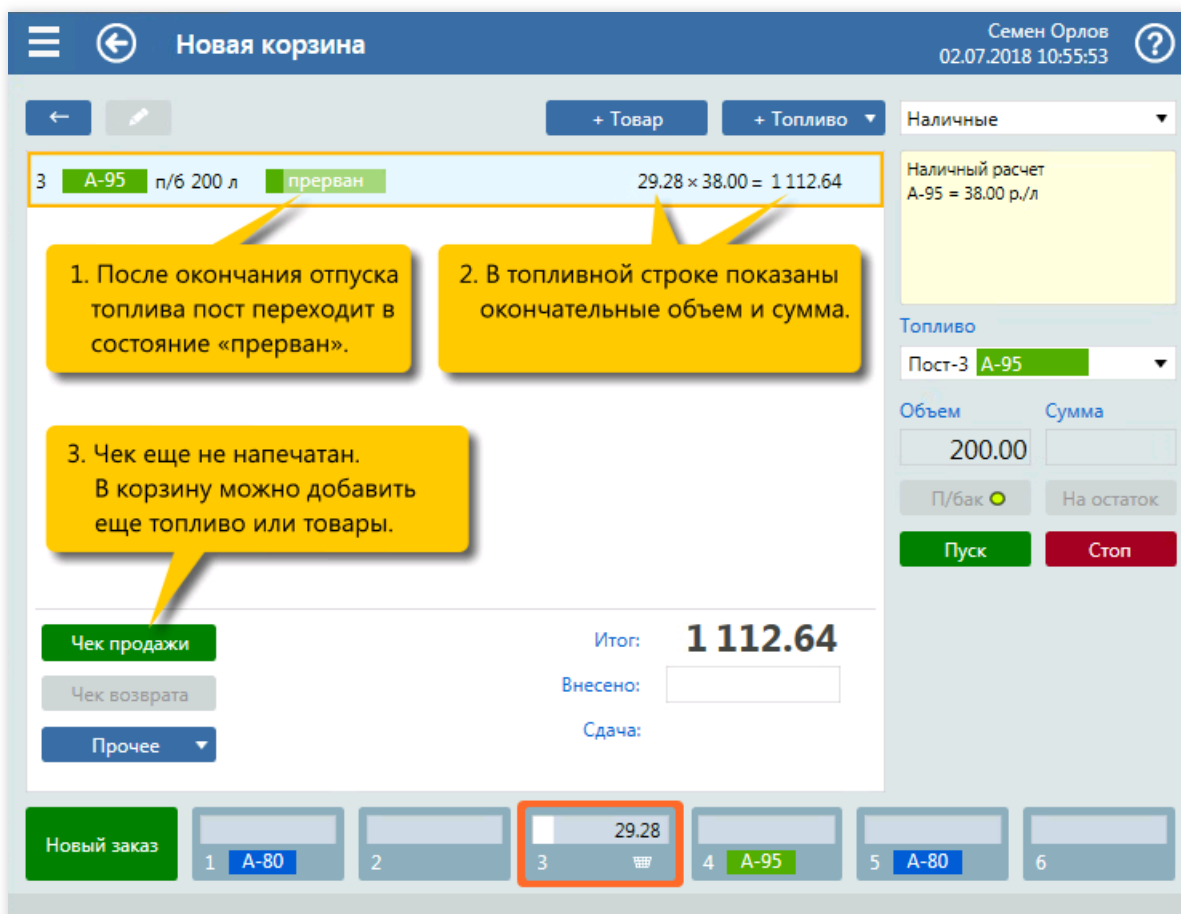 Новая корзина
Семен Орлов
02.07.2018 10:55:53
+ Товар
+ Топливо
Наличные
3 А-95 п/б 200 л прерван 29.28 × 38.00 = 1 112.64
Наличный расчет
А-95 = 38.00 р./л
1. После окончания отпуска
топлива пост переходит в
состояние «прерван».
2. В топливной строке показаны
окончательные объем и сумма.
Топливо
Пост-3 А-95
Объем Сумма
200.00
П/бак На остаток
Пуск Стоп
3. Чек еще не напечатан.
В корзину можно добавить
еще топливо или товары.
Чек продажи
Чек возврата
Прочее
Итог: 1 112.64
Внесено:
Сдача:
Новый заказ
1 А-80
2
29.28
3
4 А-95
5 А-80
6